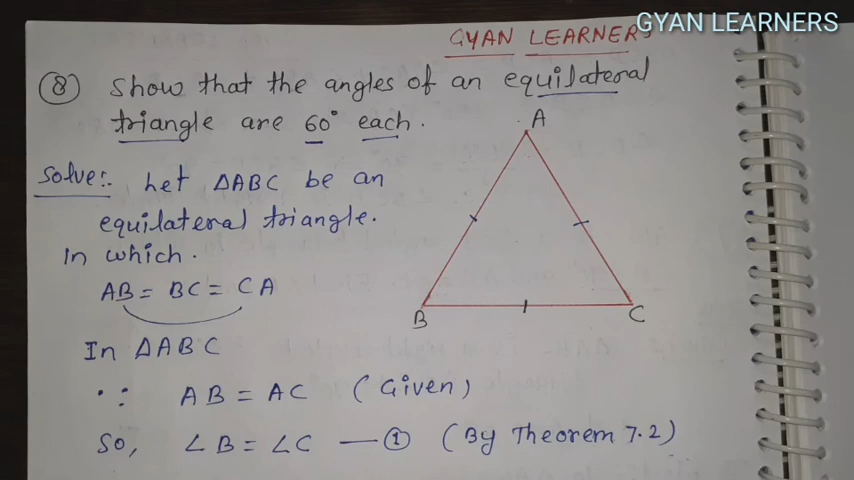 GYAN LEARNERS
GYAN LEARNERS
⑧ Show that the angles of an equilateral
triangle are 60° each.
Solve:. Let ΔABC be an
equilateral triangle.
In which.
AB = BC = CA
In ΔABC
∵ AB = AC (Given)
So, ∠B = ∠C — ① (By Theorem 7.2)
A
B
C